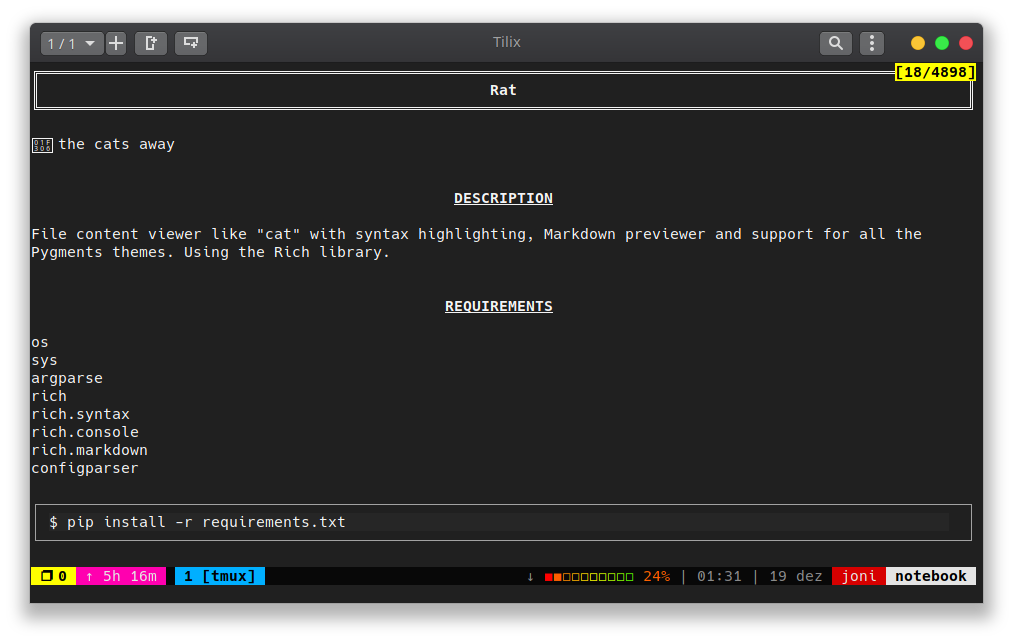 1 / 1
Tilix
[18/4898]
Rat
01F
306
the cats away
DESCRIPTION
File content viewer like "cat" with syntax highlighting, Markdown previewer and support for all the
Pygments themes. Using the Rich library.
REQUIREMENTS
os
sys
argparse
rich
rich.syntax
rich.console
rich.markdown
configparser
$ pip install -r requirements.txt
❐ 0 ↑ 5h 16m 1 [tmux] ↓ ■■□□□□□□□□ 24% | 01:31 | 19 dez joni notebook